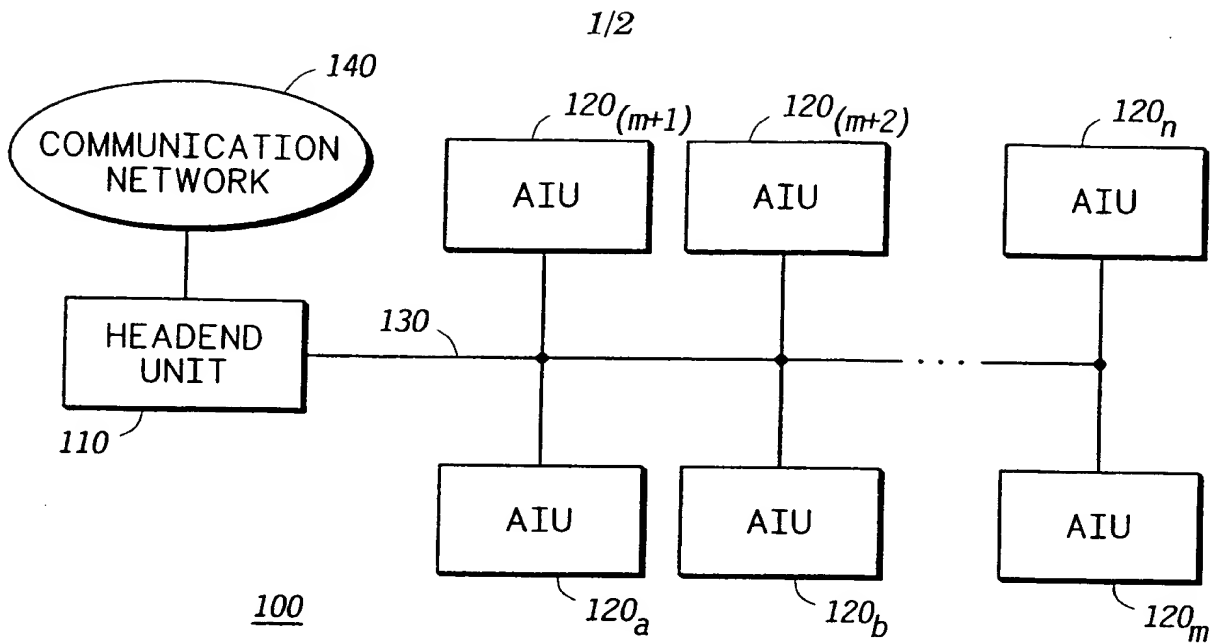 1/2
140
COMMUNICATION
NETWORK
120(m+1)
120(m+2)
120n
AIU
AIU
AIU
HEADEND
UNIT
130
...
110
AIU
AIU
AIU
100
120a
120b
120m